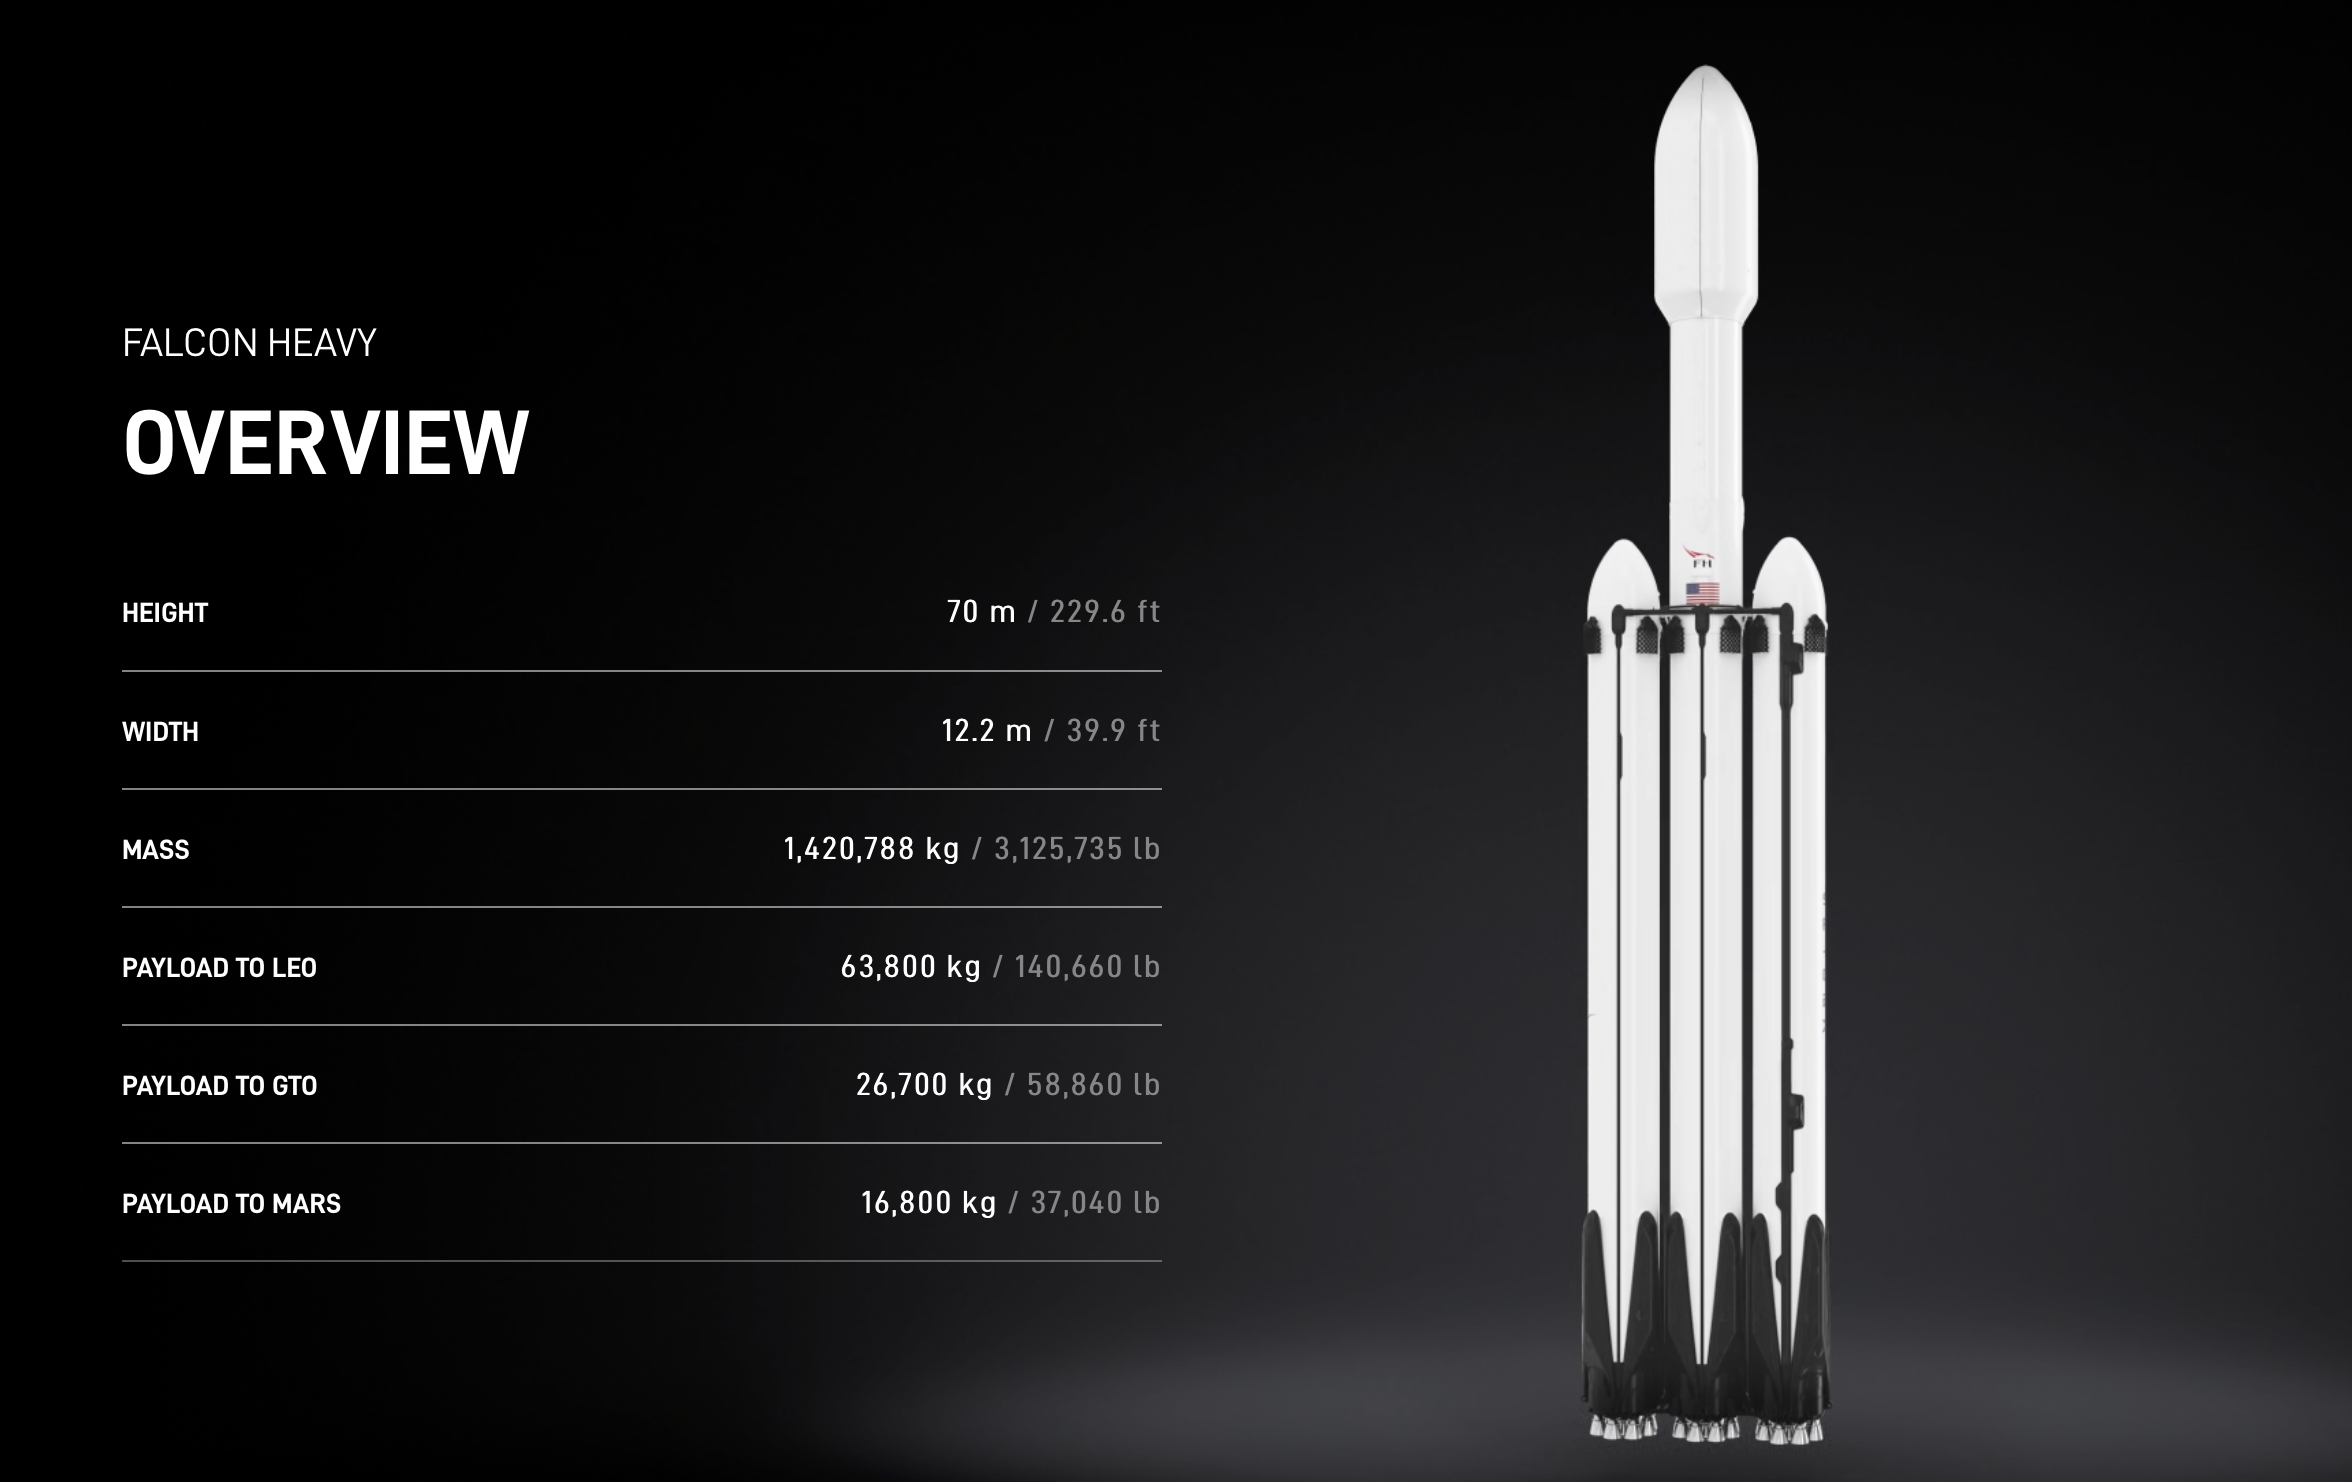 FALCON HEAVY
OVERVIEW
HEIGHT 70 m / 229.6 ft
WIDTH 12.2 m / 39.9 ft
MASS 1,420,788 kg / 3,125,735 lb
PAYLOAD TO LEO 63,800 kg / 140,660 lb
PAYLOAD TO GTO 26,700 kg / 58,860 lb
PAYLOAD TO MARS 16,800 kg / 37,040 lb
FH